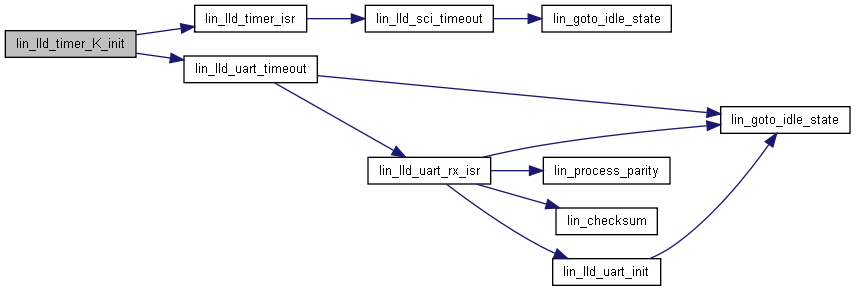 lin_lld_timer_K_init
lin_lld_timer_isr
lin_lld_sci_timeout
lin_goto_idle_state
lin_lld_uart_timeout
lin_goto_idle_state
lin_lld_uart_rx_isr
lin_process_parity
lin_checksum
lin_lld_uart_init